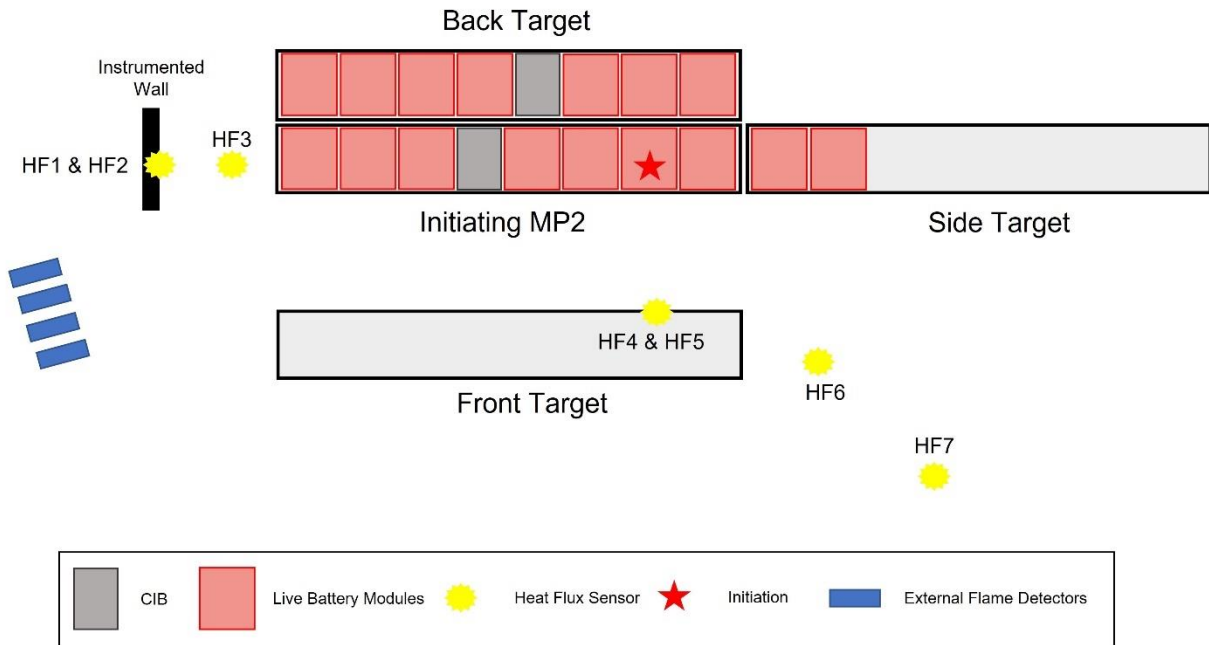 Back Target
Instrumented
Wall
HF3
HF1 & HF2
Initiating MP2
Side Target
HF4 & HF5
Front Target
HF6
HF7
CIB
Live Battery Modules
Heat Flux Sensor
Initiation
External Flame Detectors